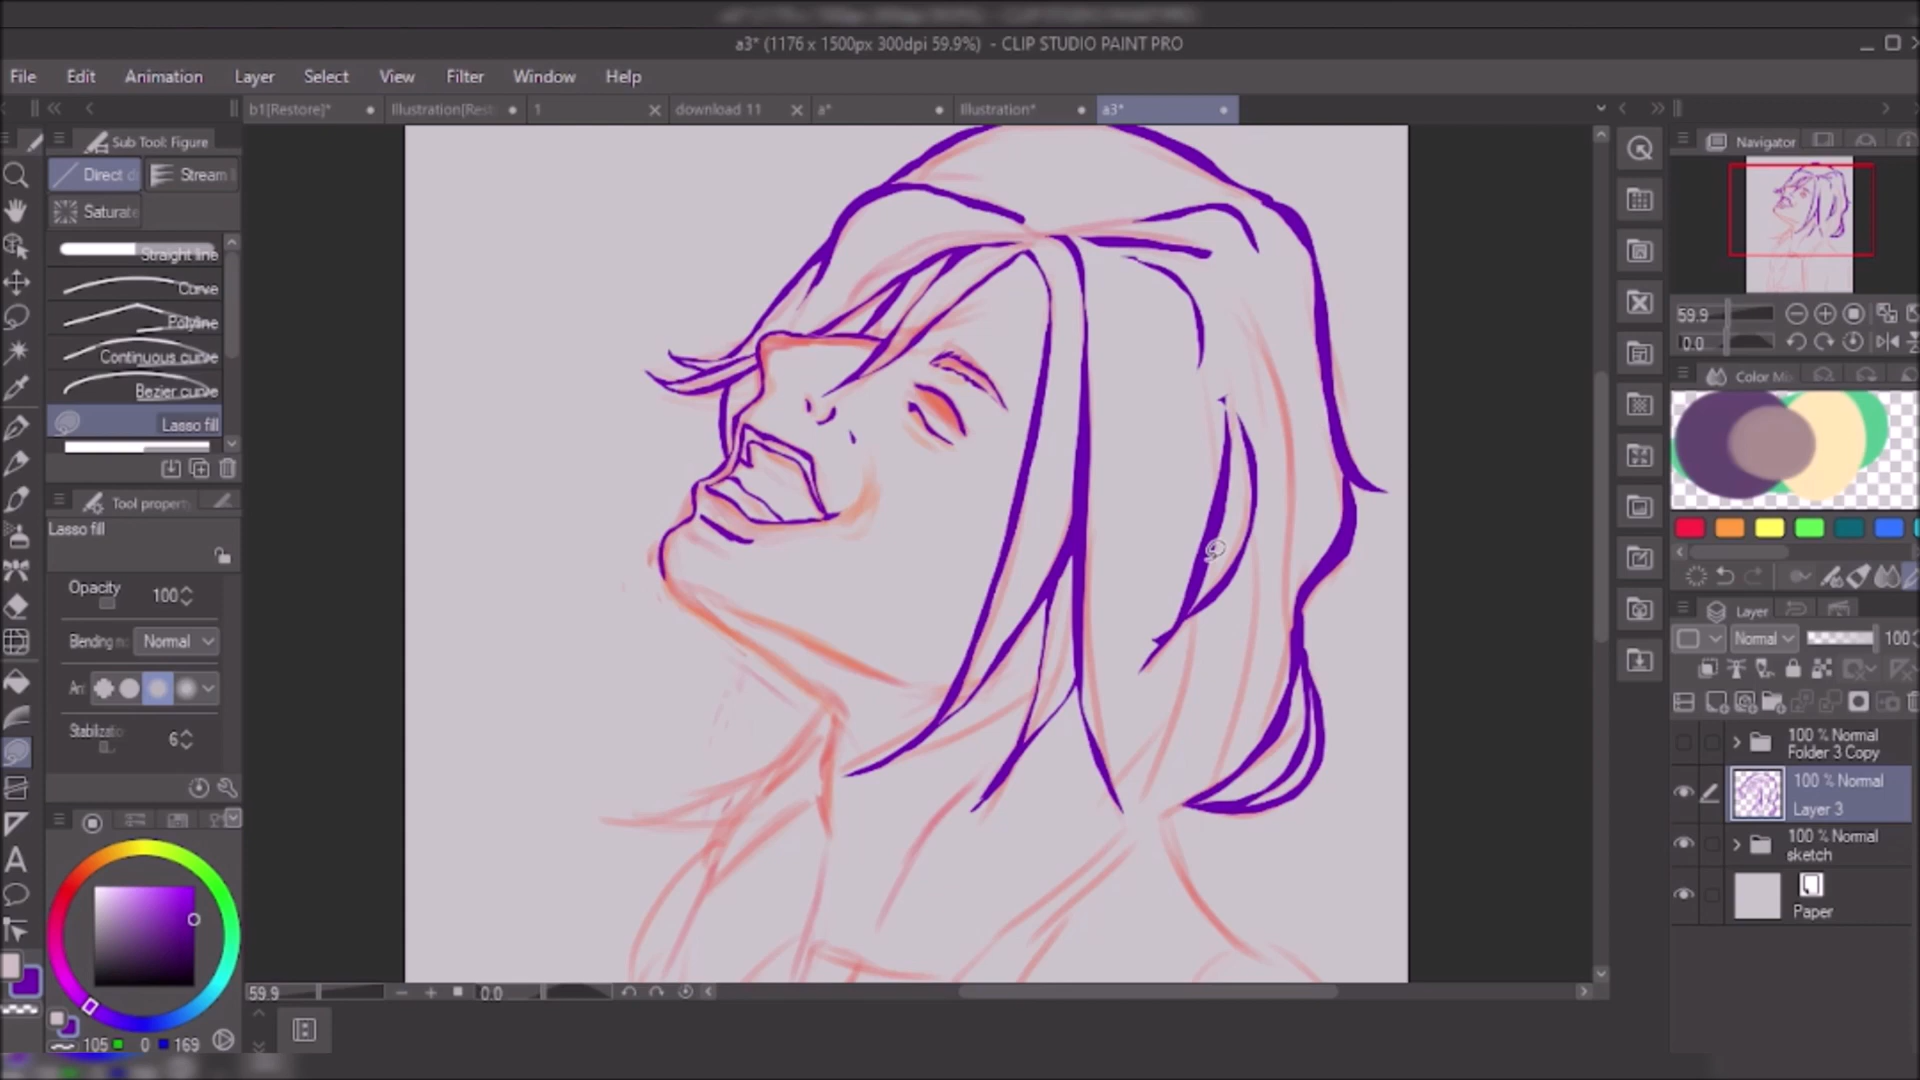 a3* (1176 x 1500px 300dpi 59.9%) - CLIP STUDIO PAINT PRO
File Edit Animation Layer Select View Filter Window Help
b1[Restore]* Illustration[Rest 1 download 11 a* Illustration* a3*
Sub Tool: Figure
Direct d Stream l
Saturate
Straight line
Curve
Polyline
Continuous curve
Bezier curve
Lasso fill
Tool property
Lasso fill
Opacity 100
Blending m Normal
An
Stabilizatio 6
105 0 169
59.9 0.0
Navigator
59.9
0.0
Color Mi
Layer
Normal 100
100 % Normal
Folder 3 Copy
100 % Normal
Layer 3
100 % Normal
sketch
Paper